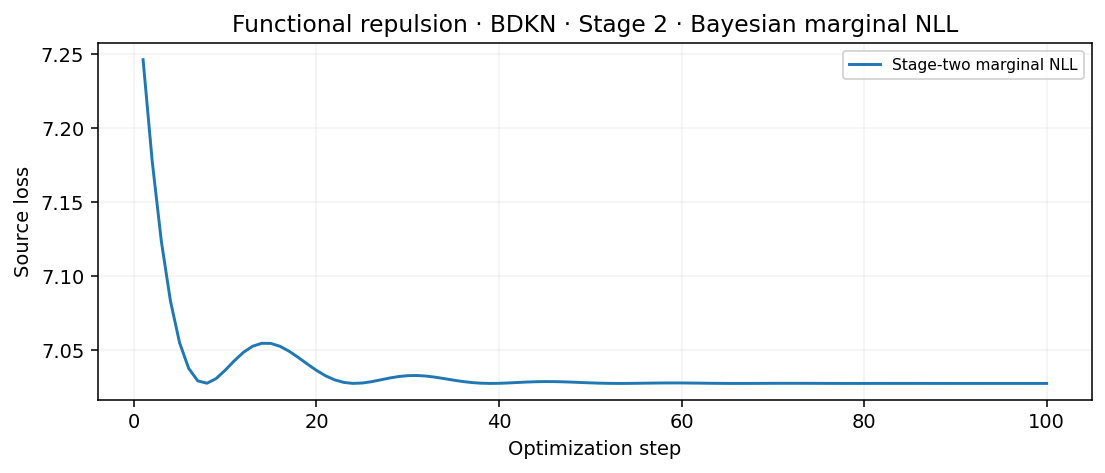 Functional repulsion · BDKN · Stage 2 · Bayesian marginal NLL
Stage-two marginal NLL
Source loss
7.25
7.20
7.15
7.10
7.05
0 20 40 60 80 100
Optimization step